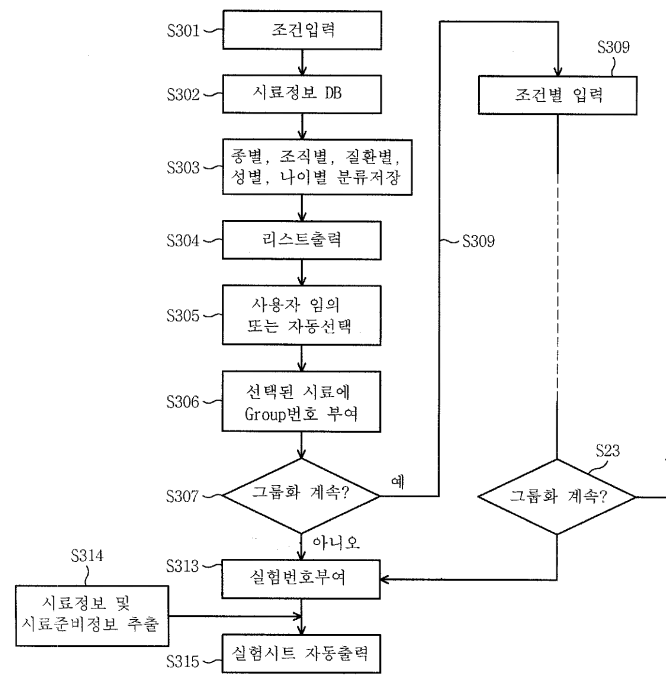 S301
조건입력
S302
시료정보 DB
S303
종별, 조직별, 질환별,
성별, 나이별 분류저장
S304
리스트출력
S305
사용자 임의
또는 자동선택
S306
선택된 시료에
Group번호 부여
S307
그룹화 계속?
예
아니오
S309
S309
조건별 입력
S23
그룹화 계속?
S313
실험번호부여
S314
시료정보 및
시료준비정보 추출
S315
실험시트 자동출력